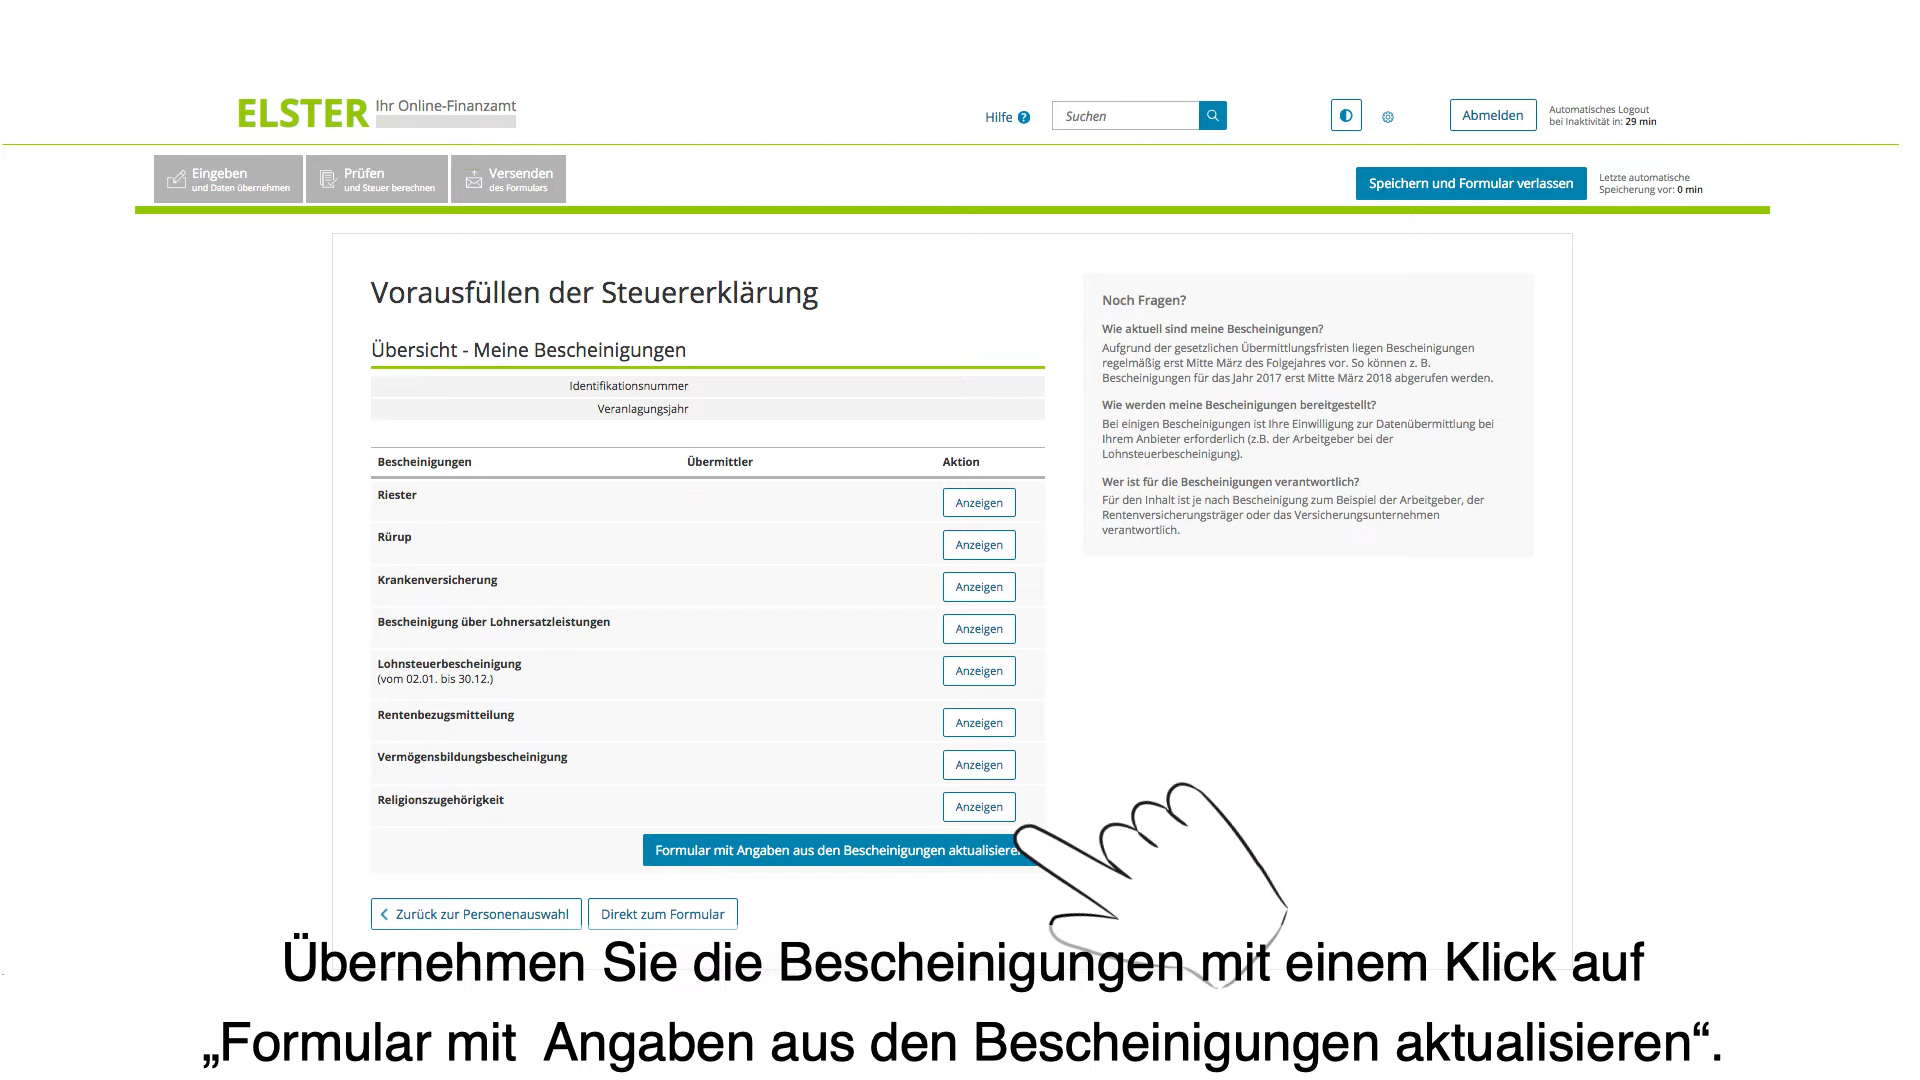 ELSTER Ihr Online-Finanzamt
Hilfe ?
Suchen
Abmelden
Automatisches Logout
bei Inaktivität in: 29 min
Eingeben
und Daten übernehmen
Prüfen
und Steuer berechnen
Versenden
des Formulars
Speichern und Formular verlassen
Letzte automatische
Speicherung vor: 0 min
Vorausfüllen der Steuererklärung
Übersicht - Meine Bescheinigungen
Identifikationsnummer
Veranlagungsjahr
Bescheinigungen Übermittler Aktion
Riester Anzeigen
Rürup Anzeigen
Krankenversicherung Anzeigen
Bescheinigung über Lohnersatzleistungen Anzeigen
Lohnsteuerbescheinigung Anzeigen
(vom 02.01. bis 30.12.)
Rentenbezugsmitteilung Anzeigen
Vermögensbildungsbescheinigung Anzeigen
Religionszugehörigkeit Anzeigen
Formular mit Angaben aus den Bescheinigungen aktualisieren
Zurück zur Personenauswahl
Direkt zum Formular
Noch Fragen?
Wie aktuell sind meine Bescheinigungen?
Aufgrund der gesetzlichen Übermittlungsfristen liegen Bescheinigungen
regelmäßig erst Mitte März des Folgejahres vor. So können z. B.
Bescheinigungen für das Jahr 2017 erst Mitte März 2018 abgerufen werden.
Wie werden meine Bescheinigungen bereitgestellt?
Bei einigen Bescheinigungen ist Ihre Einwilligung zur Datenübermittlung bei
Ihrem Anbieter erforderlich (z.B. der Arbeitgeber bei der
Lohnsteuerbescheinigung).
Wer ist für die Bescheinigungen verantwortlich?
Für den Inhalt ist je nach Bescheinigung zum Beispiel der Arbeitgeber, der
Rentenversicherungsträger oder das Versicherungsunternehmen
verantwortlich.
Übernehmen Sie die Bescheinigungen mit einem Klick auf
„Formular mit Angaben aus den Bescheinigungen aktualisieren“.